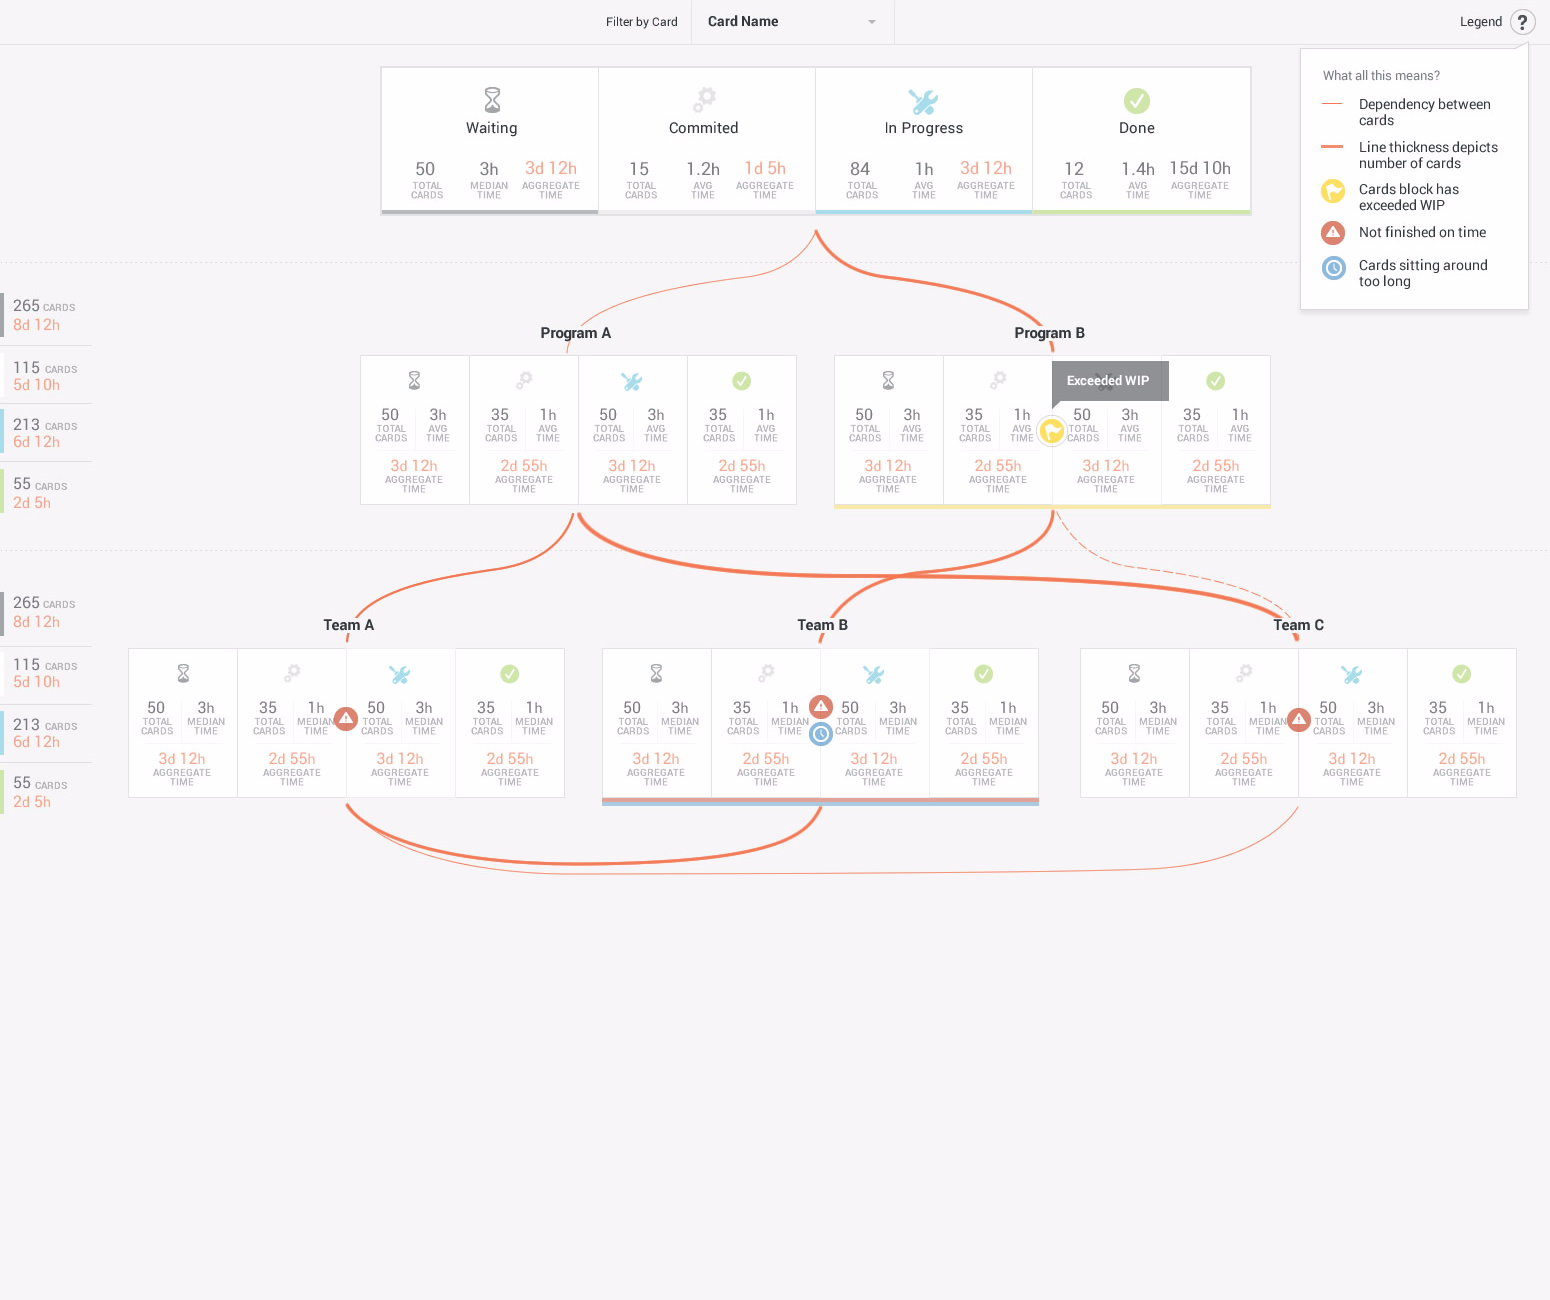 Filter by Card
Card Name
Legend ?
What all this means?
Dependency between
cards
Line thickness depicts
number of cards
Cards block has
exceeded WIP
Not finished on time
Cards sitting around
too long
Waiting
50 3h 3d 12h
TOTAL MEDIAN AGGREGATE
CARDS TIME TIME
Commited
15 1.2h 1d 5h
TOTAL AVG AGGREGATE
CARDS TIME TIME
In Progress
84 1h 3d 12h
TOTAL AVG AGGREGATE
CARDS TIME TIME
Done
12 1.4h 15d 10h
TOTAL AVG AGGREGATE
CARDS TIME TIME
265 CARDS
8d 12h
115 CARDS
5d 10h
213 CARDS
6d 12h
55 CARDS
2d 5h
Program A
50 3h
TOTAL AVG
CARDS TIME
3d 12h
AGGREGATE
TIME
35 1h
TOTAL AVG
CARDS TIME
2d 55h
AGGREGATE
TIME
50 3h
TOTAL AVG
CARDS TIME
3d 12h
AGGREGATE
TIME
35 1h
TOTAL AVG
CARDS TIME
2d 55h
AGGREGATE
TIME
Program B
Exceeded WIP
50 3h
TOTAL AVG
CARDS TIME
3d 12h
AGGREGATE
TIME
35 1h
TOTAL AVG
CARDS TIME
2d 55h
AGGREGATE
TIME
50 3h
TOTAL AVG
CARDS TIME
3d 12h
AGGREGATE
TIME
35 1h
TOTAL AVG
CARDS TIME
2d 55h
AGGREGATE
TIME
265 CARDS
8d 12h
115 CARDS
5d 10h
213 CARDS
6d 12h
55 CARDS
2d 5h
Team A
50 3h
TOTAL MEDIAN
CARDS TIME
3d 12h
AGGREGATE
TIME
35 1h
TOTAL MEDIAN
CARDS TIME
2d 55h
AGGREGATE
TIME
50 3h
TOTAL MEDIAN
CARDS TIME
3d 12h
AGGREGATE
TIME
35 1h
TOTAL MEDIAN
CARDS TIME
2d 55h
AGGREGATE
TIME
Team B
50 3h
TOTAL MEDIAN
CARDS TIME
3d 12h
AGGREGATE
TIME
35 1h
TOTAL MEDIAN
CARDS TIME
2d 55h
AGGREGATE
TIME
50 3h
TOTAL MEDIAN
CARDS TIME
3d 12h
AGGREGATE
TIME
35 1h
TOTAL MEDIAN
CARDS TIME
2d 55h
AGGREGATE
TIME
Team C
50 3h
TOTAL MEDIAN
CARDS TIME
3d 12h
AGGREGATE
TIME
35 1h
TOTAL MEDIAN
CARDS TIME
2d 55h
AGGREGATE
TIME
50 3h
TOTAL MEDIAN
CARDS TIME
3d 12h
AGGREGATE
TIME
35 1h
TOTAL MEDIAN
CARDS TIME
2d 55h
AGGREGATE
TIME